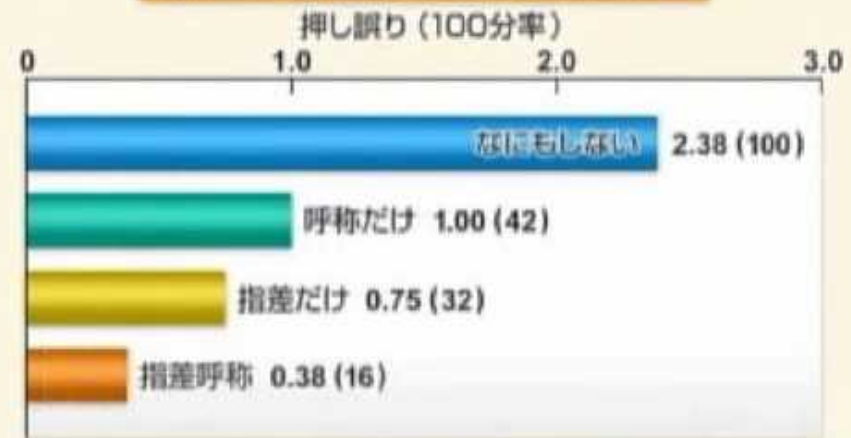 押し誤り（100分率）
0 1.0 2.0 3.0
なにもしない 2.38 (100)
呼称だけ 1.00 (42)
指差だけ 0.75 (32)
指差呼称 0.38 (16)